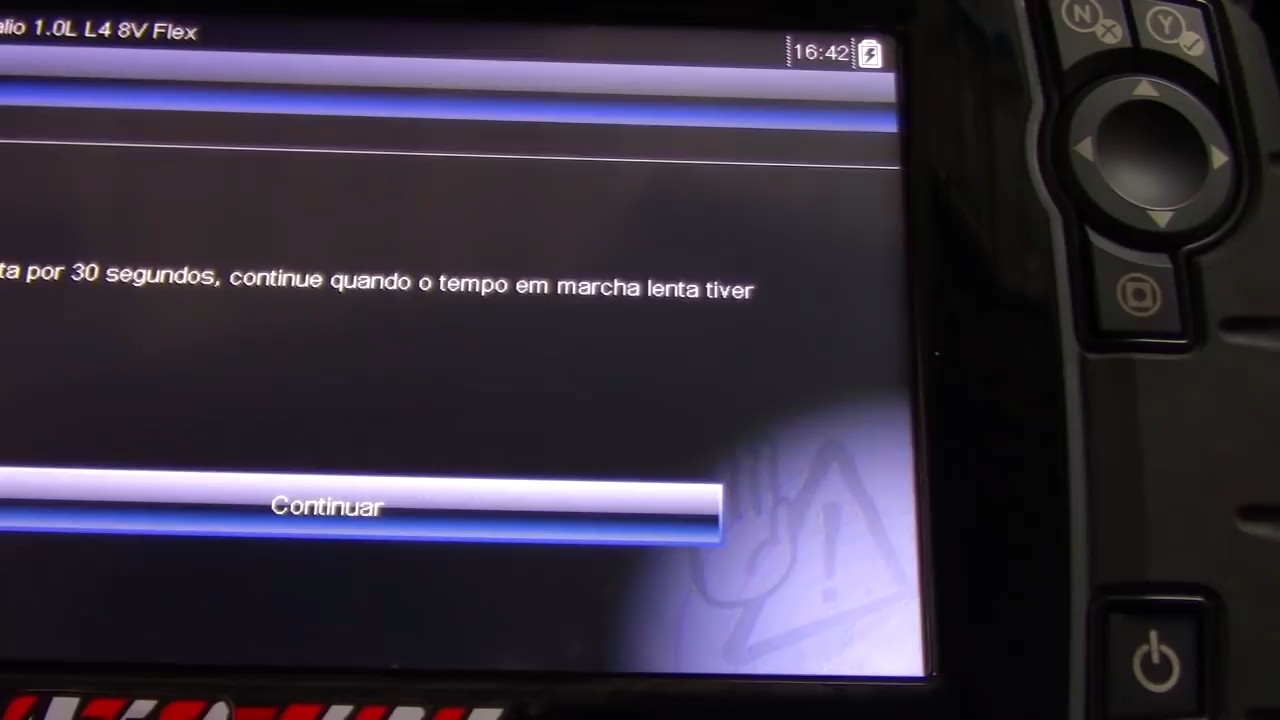 alio 1.0L L4 8V Flex
16:42
N
Y
ta por 30 segundos, continue quando o tempo em marcha lenta tiver
Continuar